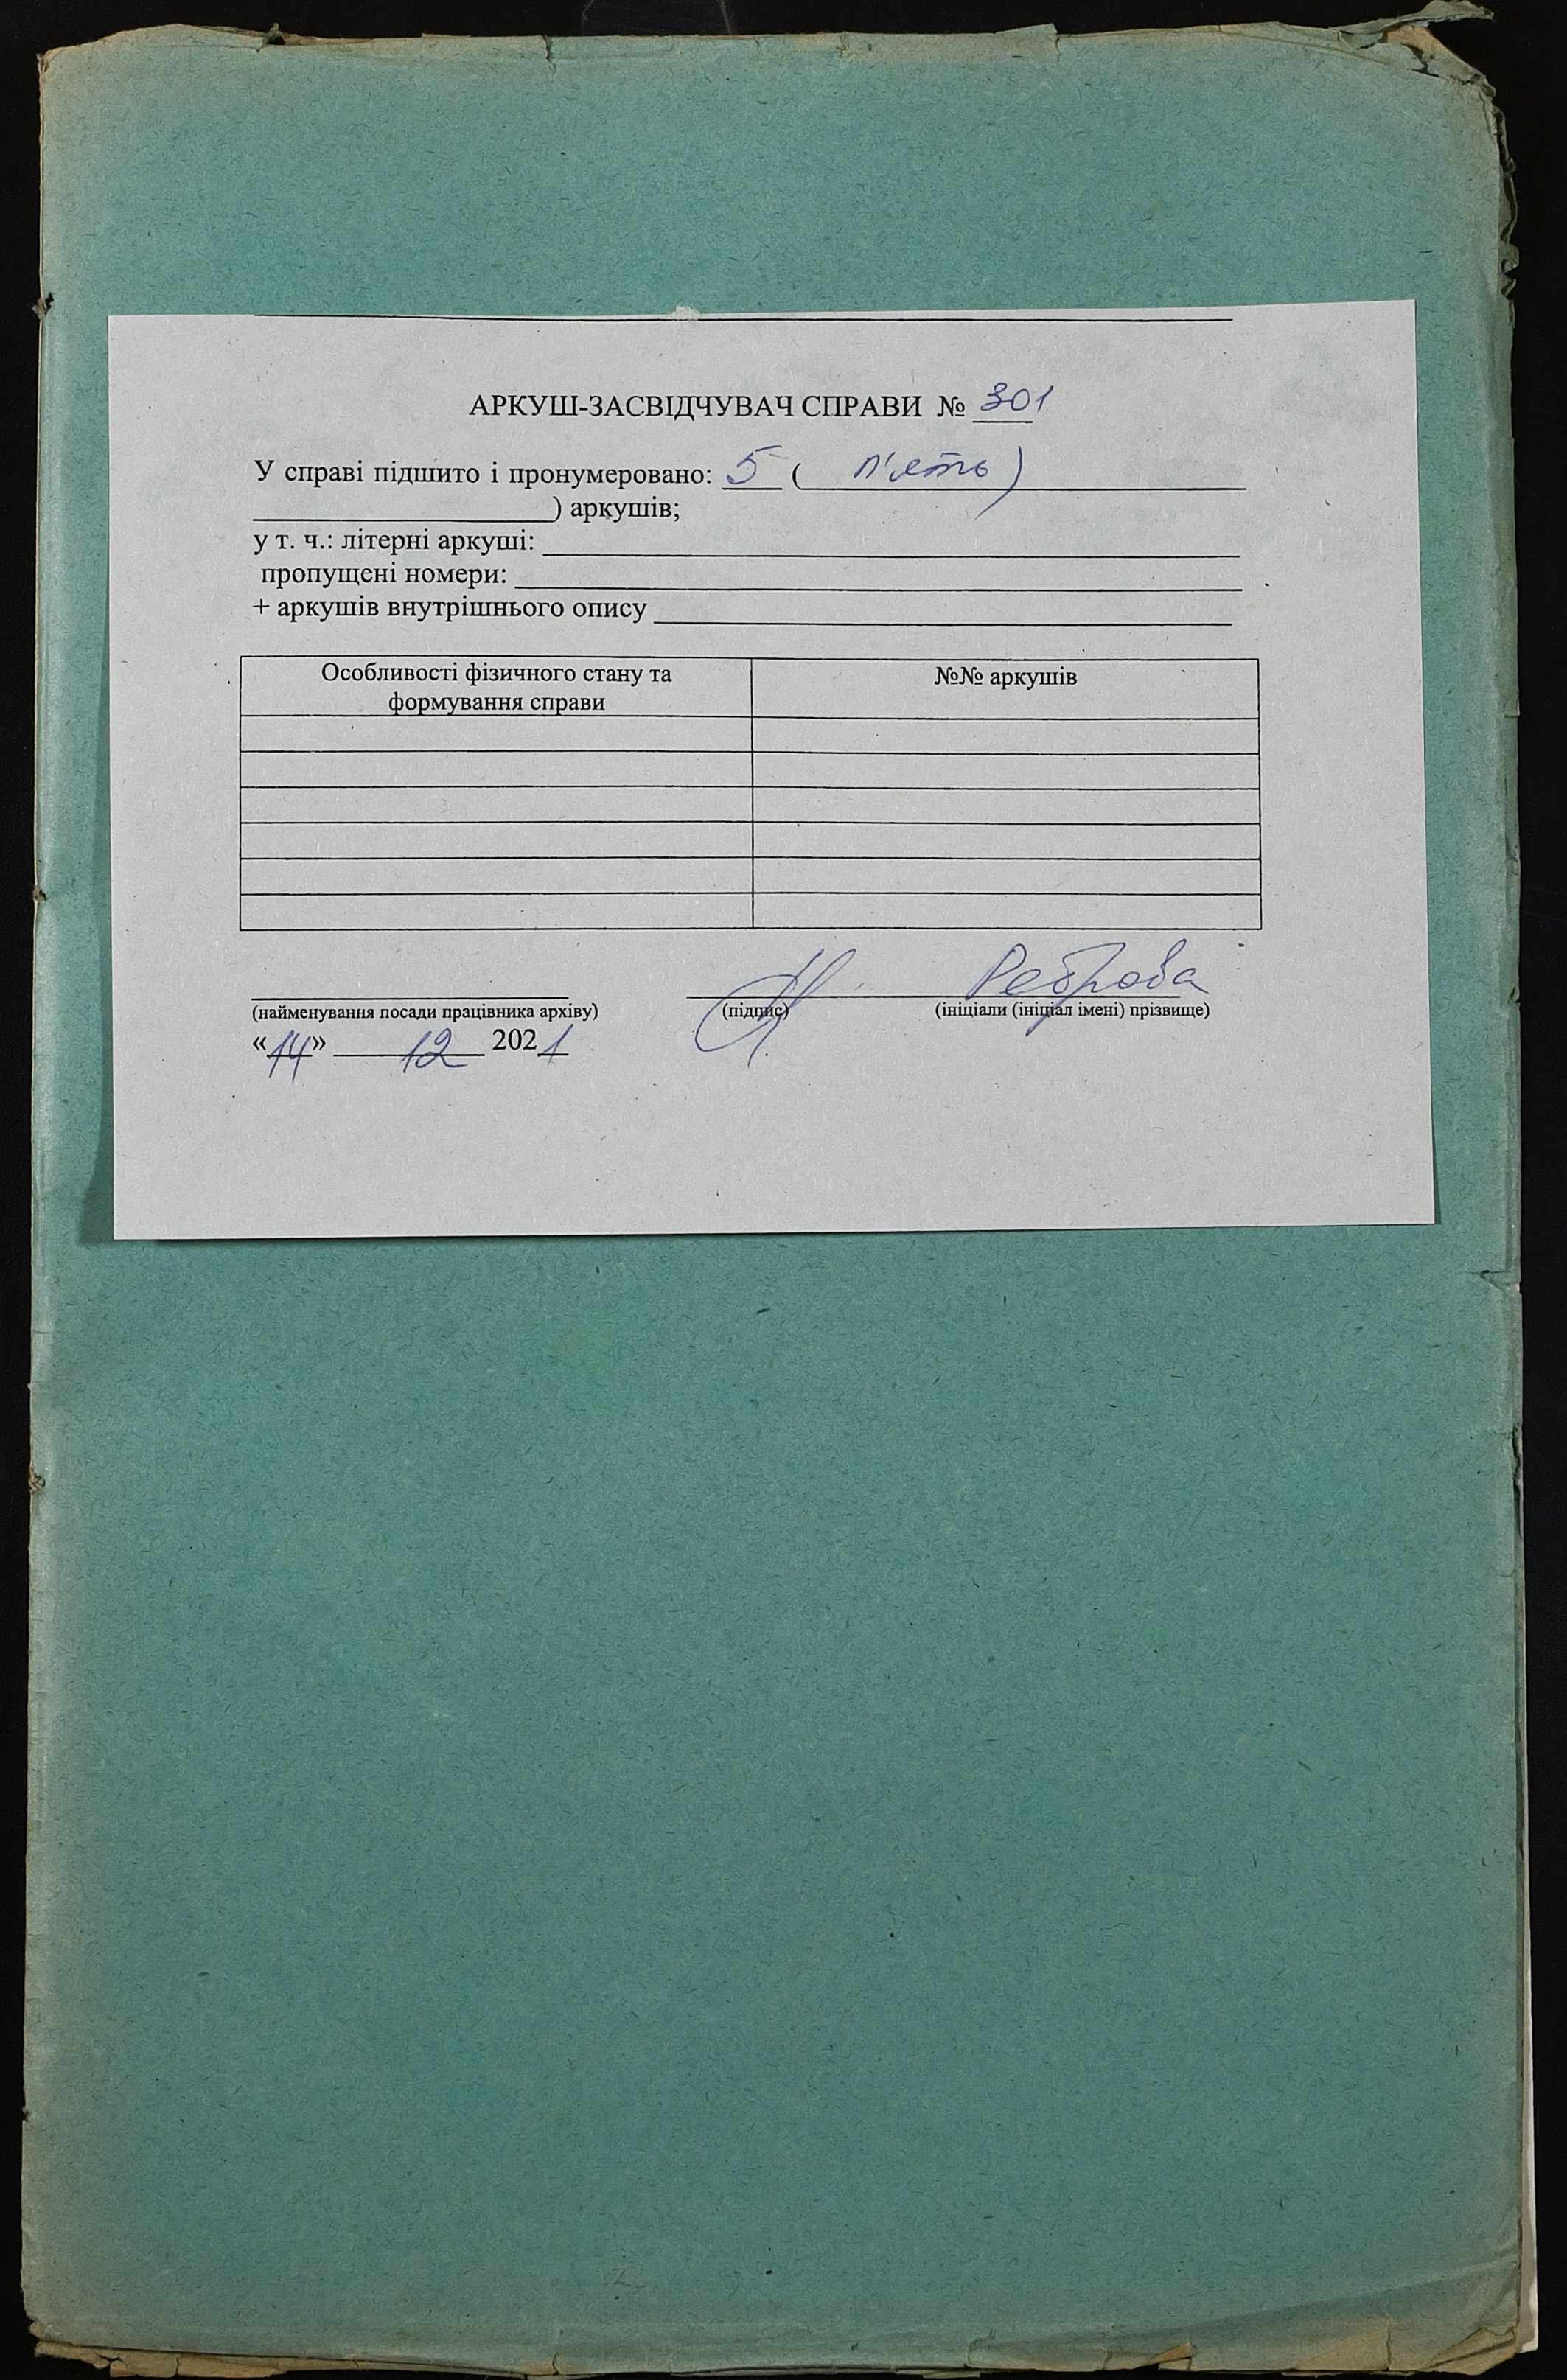 АРКУШ-ЗАСВІДЧУВАЧ СПРАВИ № 301
У справі підшито і пронумеровано: 5 ( п'ять )
) аркушів;
у т. ч.: літерні аркуші:
пропущені номери:
+ аркушів внутрішнього опису
Особливості фізичного стану та
формування справи
№№ аркушів
Реброва
(найменування посади працівника архіву) (підпис) (ініціали (ініціал імені) прізвище)
«14» 12 2021